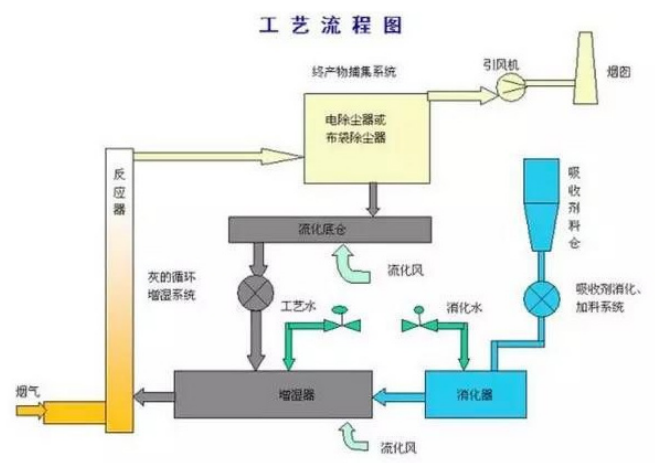 工艺流程图
终产物捕集系统
引风机
烟囱
电除尘器或
布袋除尘器
反应器
吸收剂料仓
流化底仓
流化风
灰的循环
增湿系统
工艺水
消化水
吸收剂消化、
加料系统
烟气
增湿器
消化器
流化风